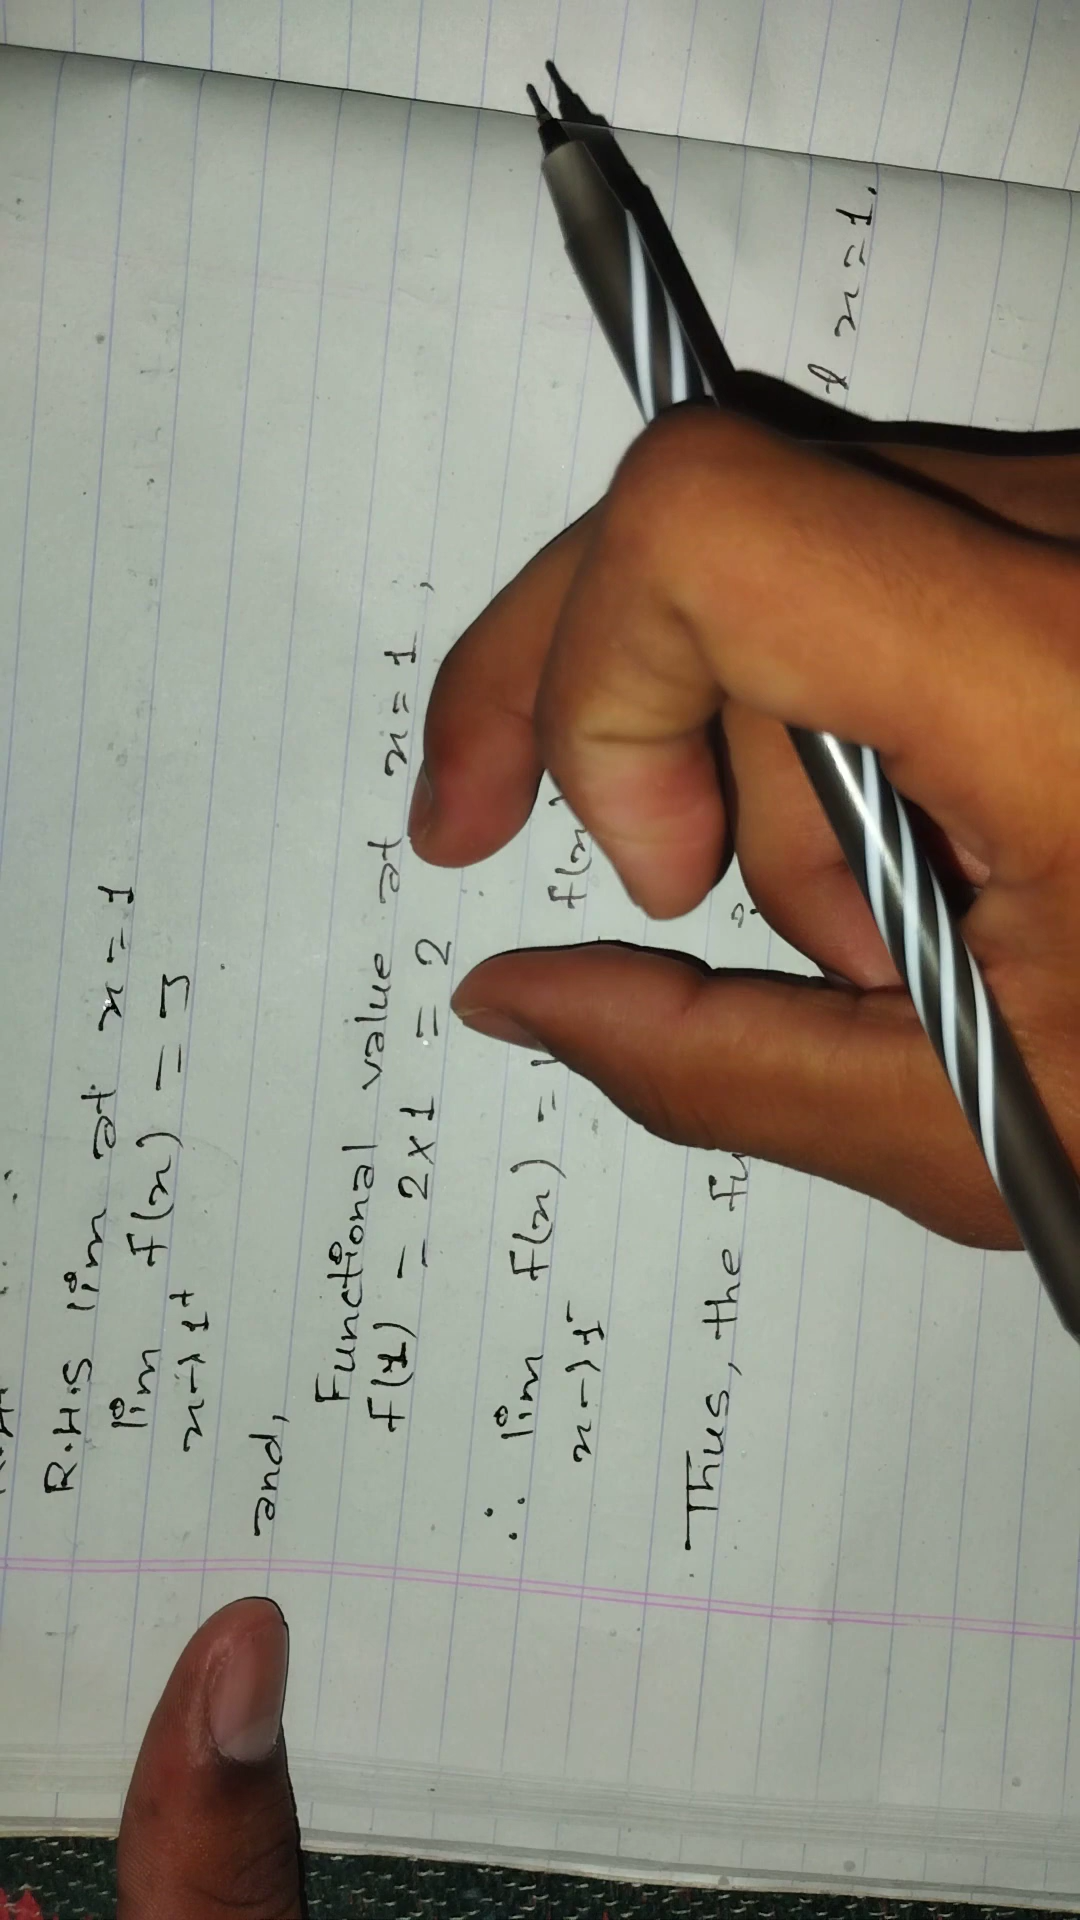 R.H.S lim at x = 1
lim f(x) = 3
x→1⁺
and,
Functional value at x = 1,
f(1) = 2×1 = 2
∴ lim f(x) = f(x)
x→1⁻
Thus, the x = 1.